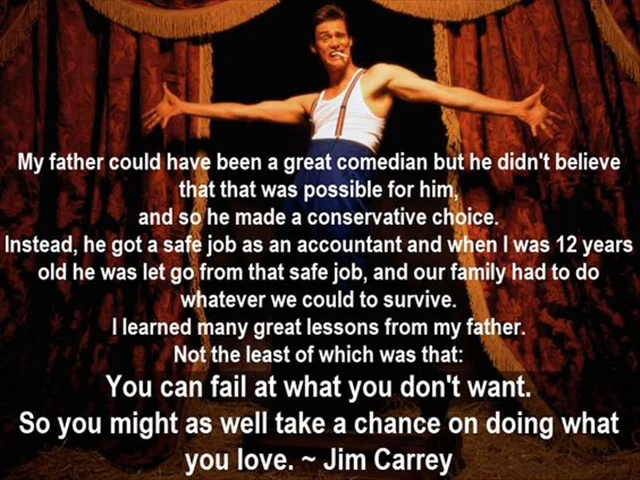 My father could have been a great comedian but he didn't believe
that that was possible for him,
and so he made a conservative choice.
Instead, he got a safe job as an accountant and when I was 12 years
old he was let go from that safe job, and our family had to do
whatever we could to survive.
I learned many great lessons from my father.
Not the least of which was that:
You can fail at what you don't want.
So you might as well take a chance on doing what
you love. ~ Jim Carrey